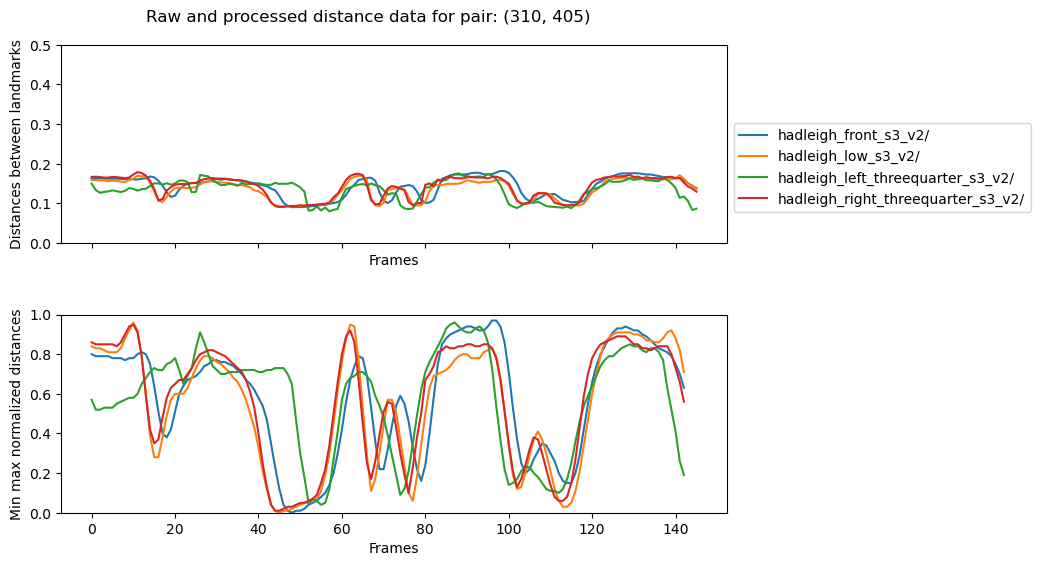 Raw and processed distance data for pair: (310, 405)
Distances between landmarks
0.5
0.4
0.3
0.2
0.1
0.0
Frames
hadleigh_front_s3_v2/
hadleigh_low_s3_v2/
hadleigh_left_threequarter_s3_v2/
hadleigh_right_threequarter_s3_v2/
Min max normalized distances
1.0
0.8
0.6
0.4
0.2
0.0
0 20 40 60 80 100 120 140
Frames